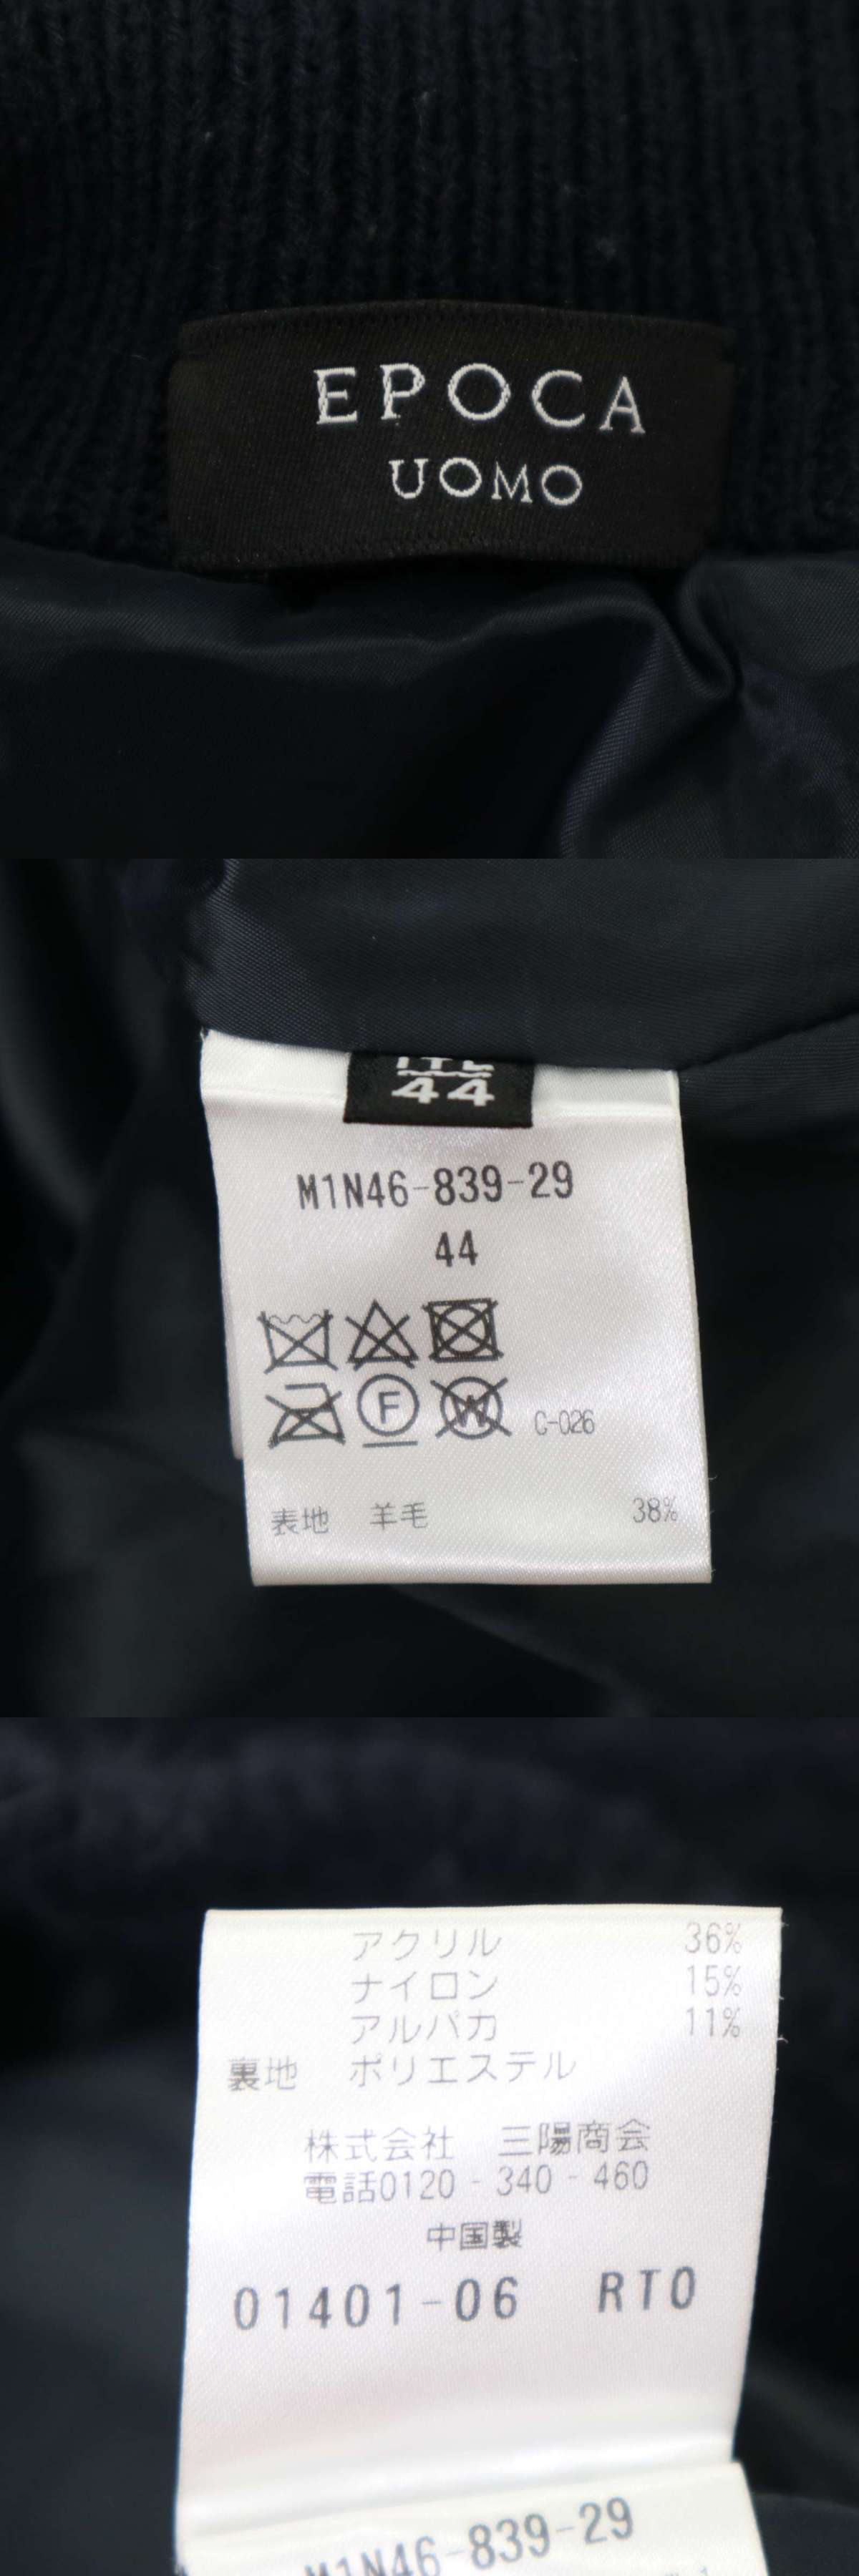 EPOCA
UOMO
44
M1N46-839-29
44
F
W
C-026
表地 羊毛 38%
アクリル 36%
ナイロン 15%
アルパカ 11%
裏地 ポリエステル
株式会社 三陽商会
電話0120-340-460
中国製
01401-06 RTO
M1N46-839-29